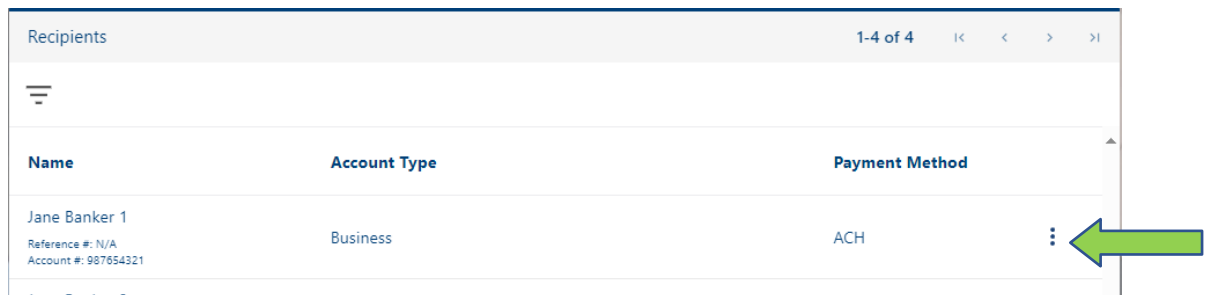 Recipients 1-4 of 4
Name Account Type Payment Method
Jane Banker 1
Reference #: N/A
Account #: 987654321
Business ACH